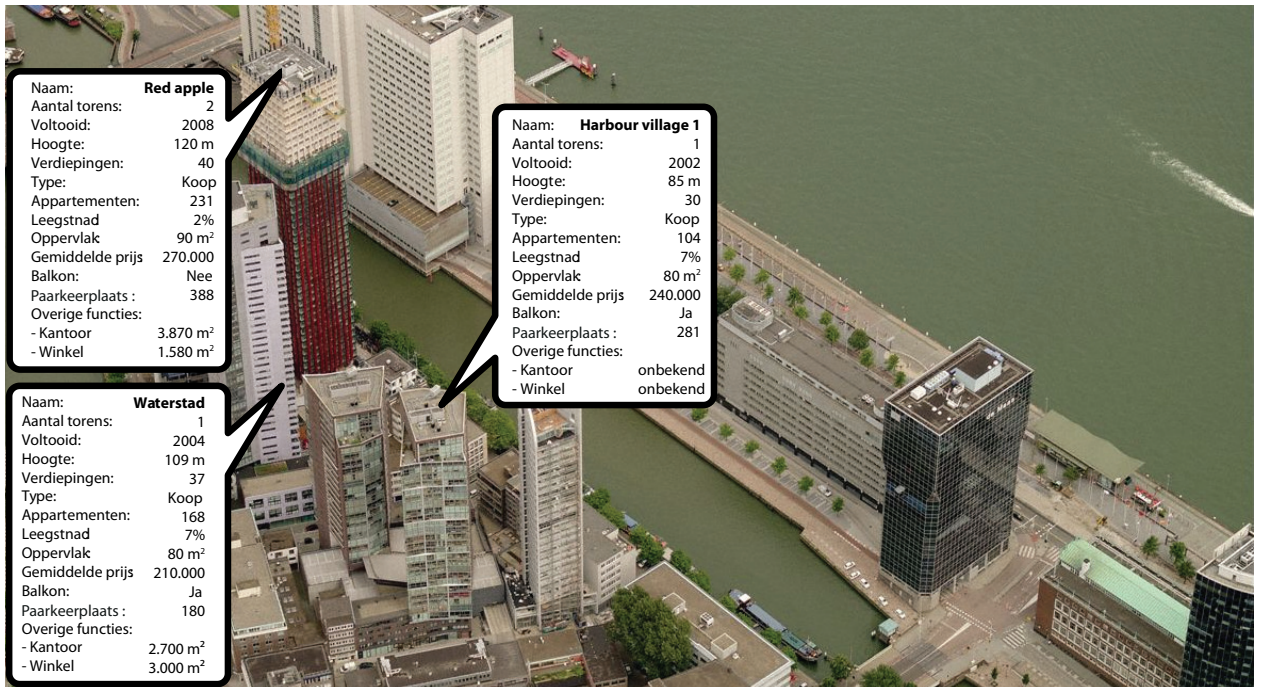 Naam: Red apple
Aantal torens: 2
Voltooid: 2008
Hoogte: 120 m
Verdiepingen: 40
Type: Koop
Appartementen: 231
Leegstnad 2%
Oppervlak 90 m²
Gemiddelde prijs 270.000
Balkon: Nee
Paarkeerplaats : 388
Overige functies:
- Kantoor 3.870 m²
- Winkel 1.580 m²
Naam: Harbour village 1
Aantal torens: 1
Voltooid: 2002
Hoogte: 85 m
Verdiepingen: 30
Type: Koop
Appartementen: 104
Leegstnad 7%
Oppervlak 80 m²
Gemiddelde prijs 240.000
Balkon: Ja
Paarkeerplaats : 281
Overige functies:
- Kantoor onbekend
- Winkel onbekend
Naam: Waterstad
Aantal torens: 1
Voltooid: 2004
Hoogte: 109 m
Verdiepingen: 37
Type: Koop
Appartementen: 168
Leegstnad 7%
Oppervlak 80 m²
Gemiddelde prijs 210.000
Balkon: Ja
Paarkeerplaats : 180
Overige functies:
- Kantoor 2.700 m²
- Winkel 3.000 m²